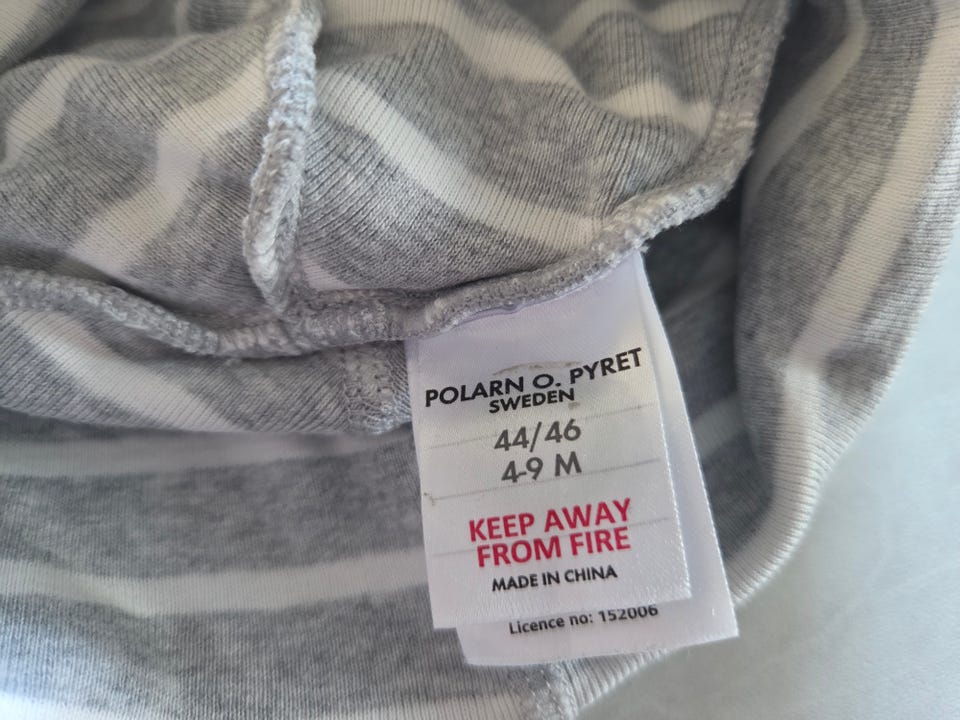 POLARN O. PYRET
SWEDEN
44/46
4-9 M
KEEP AWAY
FROM FIRE
MADE IN CHINA
Licence no: 152006